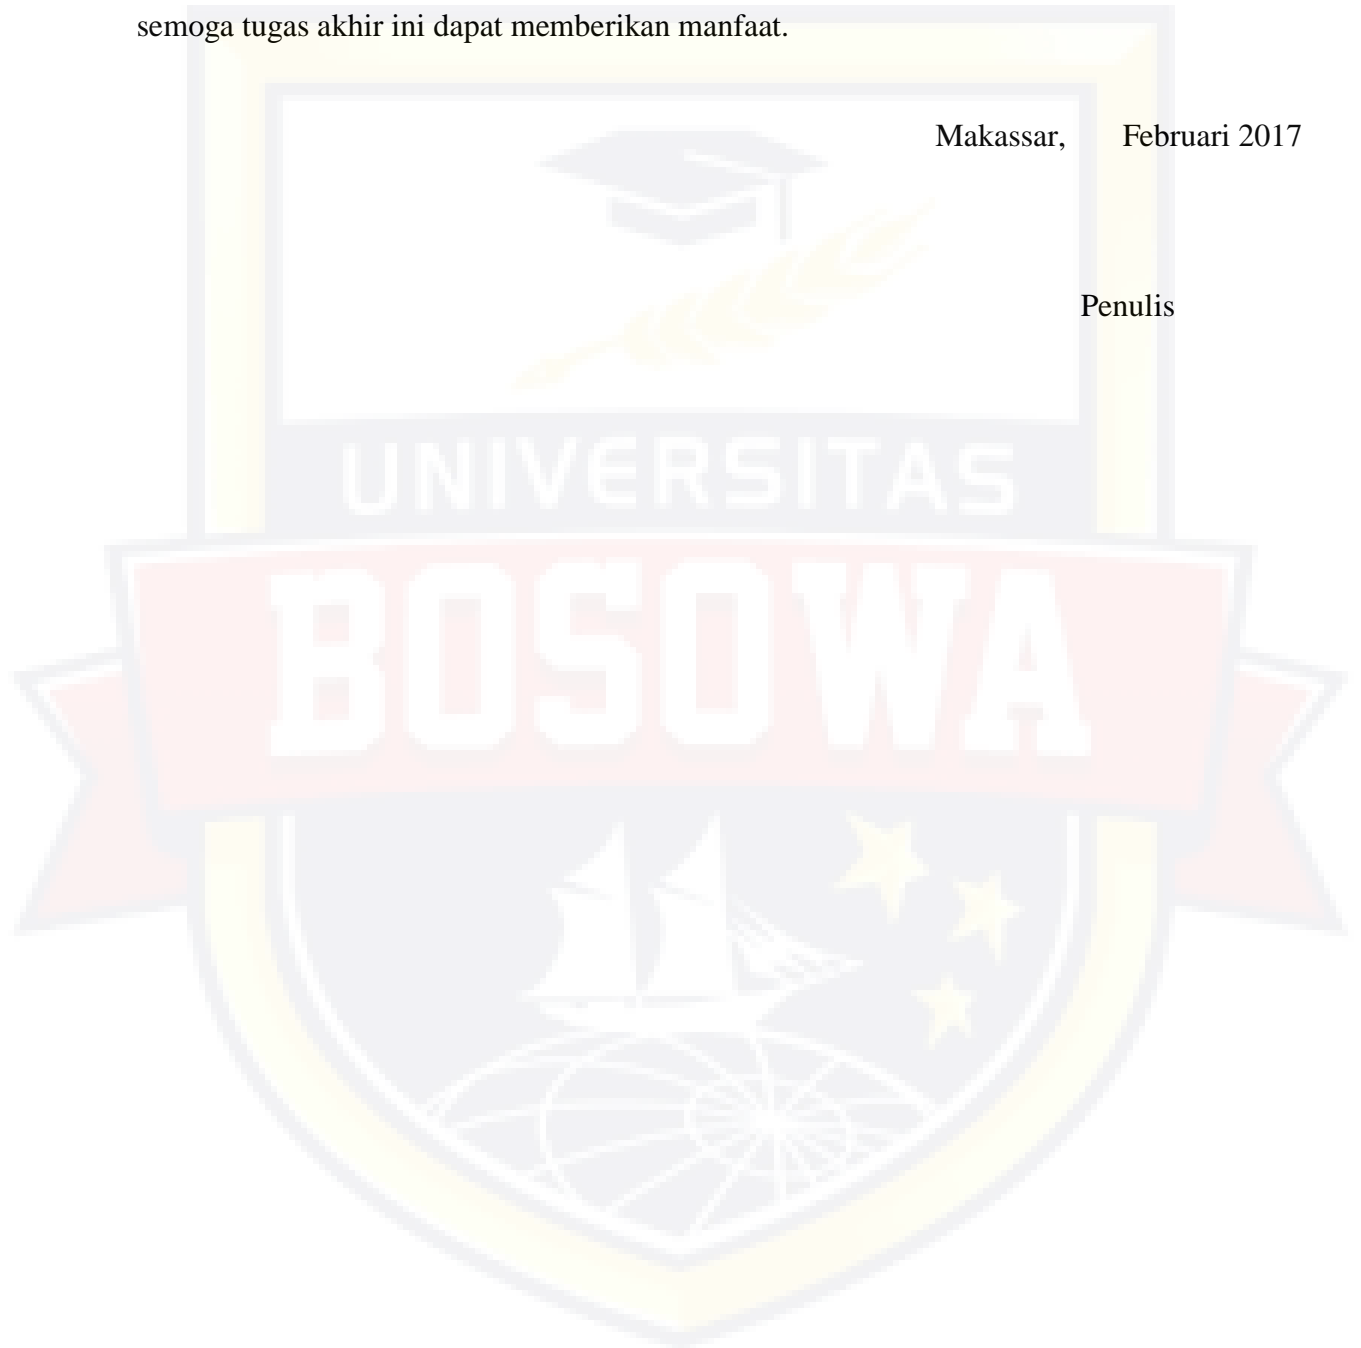 semoga tugas akhir ini dapat memberikan manfaat.
Makassar, Februari 2017
Penulis
UNIVERSITAS
BOSOWA